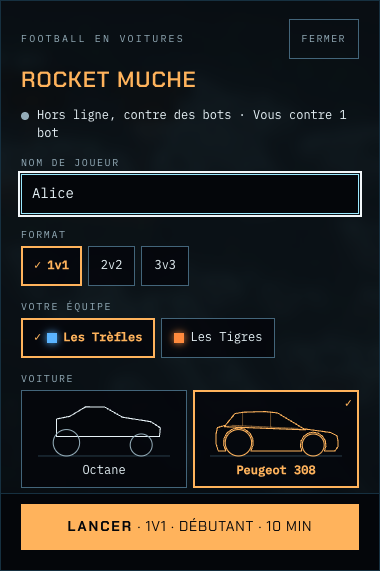 FOOTBALL EN VOITURES
FERMER
ROCKET MUCHE
Hors ligne, contre des bots · Vous contre 1
bot
NOM DE JOUEUR
Alice
FORMAT
✓ 1v1 2v2 3v3
VOTRE ÉQUIPE
✓ Les Trèfles Les Tigres
VOITURE
✓
Octane Peugeot 308
LANCER · 1V1 · DÉBUTANT · 10 MIN